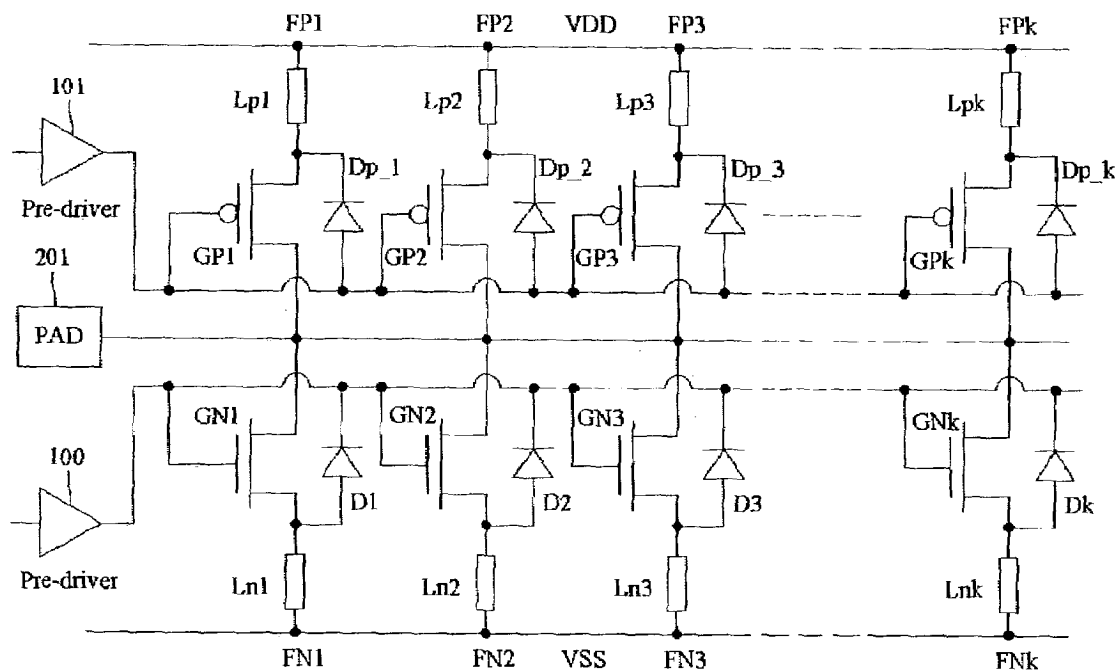 FP1 FP2 VDD FP3 FPk
101
Lp1 Lp2 Lp3 Lpk
Dp_1 Dp_2 Dp_3 Dp_k
Pre-driver
GP1 GP2 GP3 GPk
201
PAD
GN1 GN2 GN3 GNk
100
D1 D2 D3 Dk
Pre-driver
Ln1 Ln2 Ln3 Lnk
FN1 FN2 VSS FN3 FNk